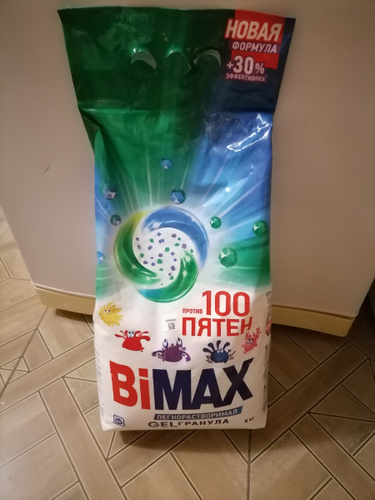 НОВАЯ
ФОРМУЛА
+30%
ЭФФЕКТИВНЕЕ*
ПРОТИВ 100
ПЯТЕН
BiMAX
ЛЕГКОРАСТВОРИМАЯ
GEL ГРАНУЛА